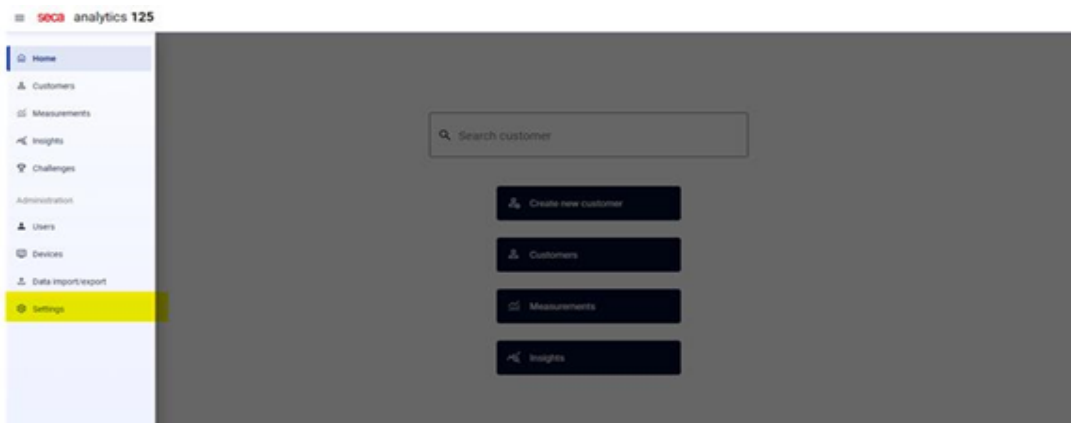 seca analytics 125
Home
Customers
Measurements
Insights
Challenges
Administration
Users
Devices
Data import/export
Settings
Search customer
Create new customer
Customers
Measurements
Insights